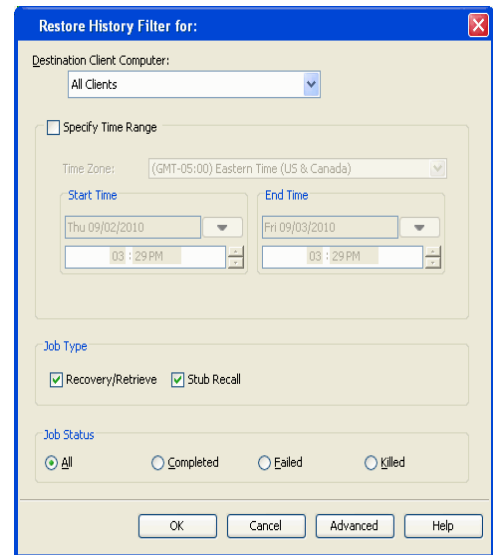 Restore History Filter for:
Destination Client Computer:
All Clients
Specify Time Range
Time Zone: (GMT-05:00) Eastern Time (US & Canada)
Start Time End Time
Thu 09/02/2010 Fri 09/03/2010
03 : 29 PM 03 : 29 PM
Job Type
Recovery/Retrieve Stub Recall
Job Status
All Completed Failed Killed
OK Cancel Advanced Help